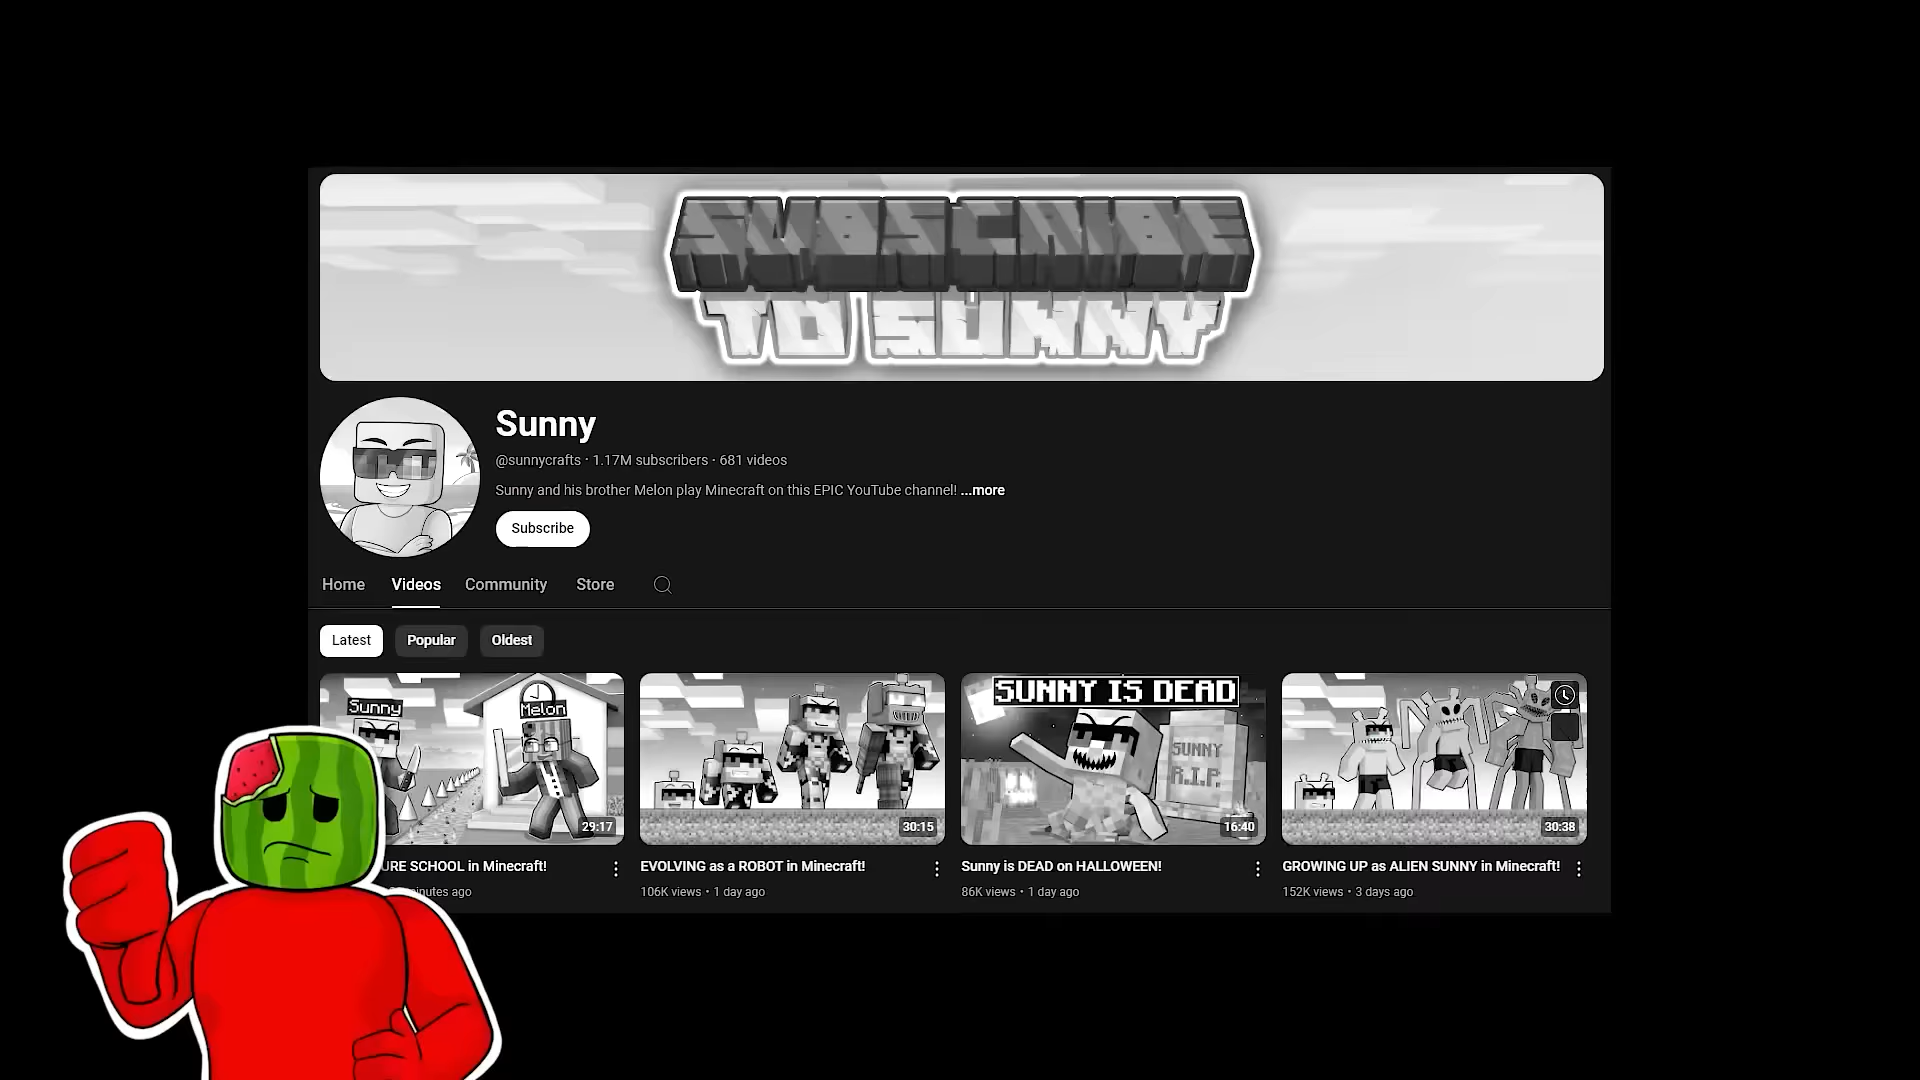 SUBSCRIBE
TO SUNNY
Sunny
@sunnycrafts · 1.17M subscribers · 681 videos
Sunny and his brother Melon play Minecraft on this EPIC YouTube channel! ...more
Subscribe
Home Videos Community Store
Latest Popular Oldest
Sunny
Melon
29:17
30:15
SUNNY IS DEAD
SUNNY
R.I.P.
16:40
30:38
SCHOOL in Minecraft!
ago
EVOLVING as a ROBOT in Minecraft!
106K views · 1 day ago
Sunny is DEAD on HALLOWEEN!
86K views · 1 day ago
GROWING UP as ALIEN SUNNY in Minecraft!
152K views · 3 days ago